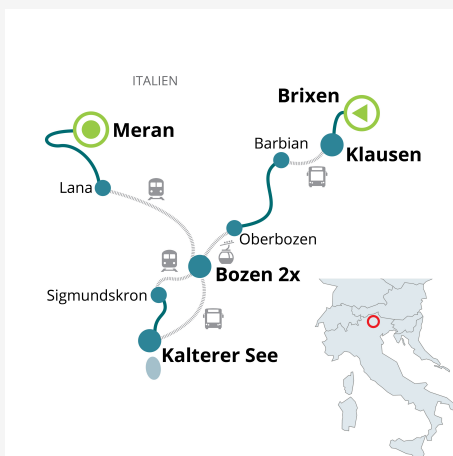 ITALIEN
Brixen
Meran
Barbian
Klausen
Lana
Oberbozen
Bozen 2x
Sigmundskron
Kalterer See